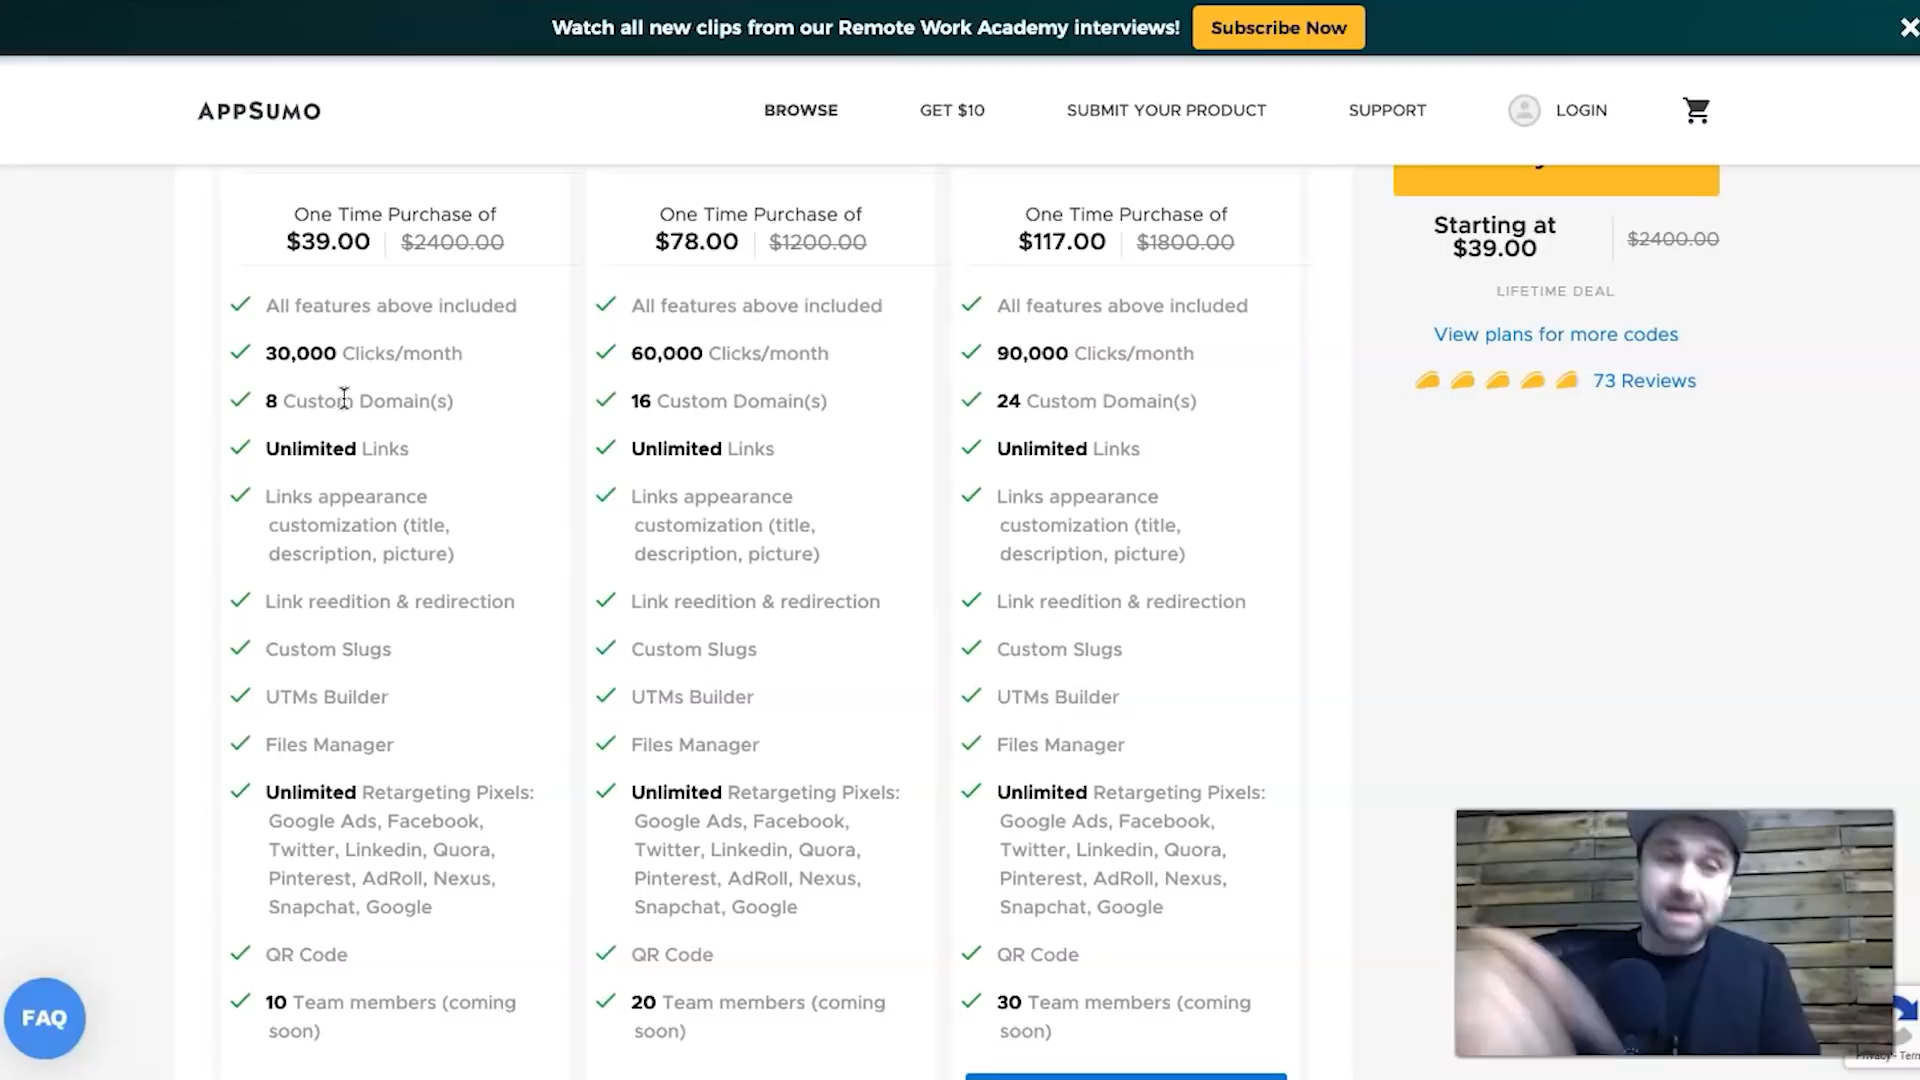 Watch all new clips from our Remote Work Academy interviews!
Subscribe Now
APPSUMO
BROWSE
GET $10
SUBMIT YOUR PRODUCT
SUPPORT
LOGIN
One Time Purchase of
$39.00
$2400.00
All features above included
30,000 Clicks/month
8 Custom Domain(s)
Unlimited Links
Links appearance
customization (title,
description, picture)
Link reedition & redirection
Custom Slugs
UTMs Builder
Files Manager
Unlimited Retargeting Pixels:
Google Ads, Facebook,
Twitter, Linkedin, Quora,
Pinterest, AdRoll, Nexus,
Snapchat, Google
QR Code
10 Team members (coming
soon)
One Time Purchase of
$78.00
$1200.00
All features above included
60,000 Clicks/month
16 Custom Domain(s)
Unlimited Links
Links appearance
customization (title,
description, picture)
Link reedition & redirection
Custom Slugs
UTMs Builder
Files Manager
Unlimited Retargeting Pixels:
Google Ads, Facebook,
Twitter, Linkedin, Quora,
Pinterest, AdRoll, Nexus,
Snapchat, Google
QR Code
20 Team members (coming
soon)
One Time Purchase of
$117.00
$1800.00
All features above included
90,000 Clicks/month
24 Custom Domain(s)
Unlimited Links
Links appearance
customization (title,
description, picture)
Link reedition & redirection
Custom Slugs
UTMs Builder
Files Manager
Unlimited Retargeting Pixels:
Google Ads, Facebook,
Twitter, Linkedin, Quora,
Pinterest, AdRoll, Nexus,
Snapchat, Google
QR Code
30 Team members (coming
soon)
Starting at
$39.00
$2400.00
LIFETIME DEAL
View plans for more codes
73 Reviews
FAQ
Privacy -